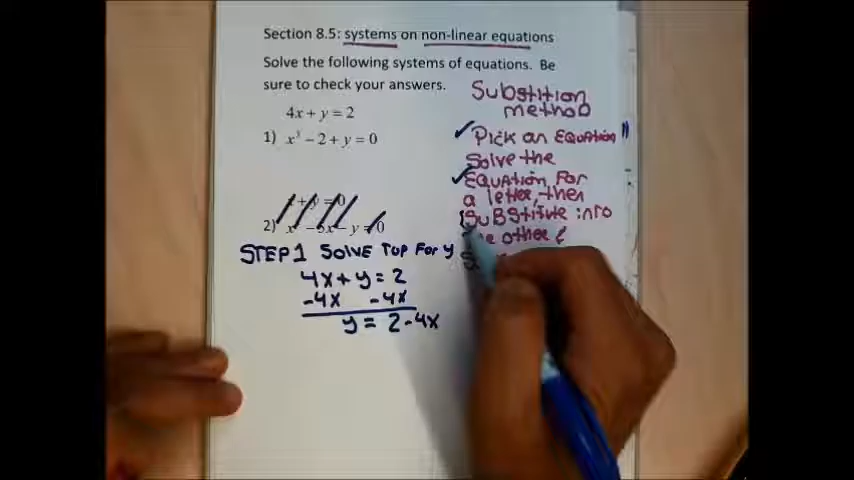 Section 8.5: systems on non-linear equations
Solve the following systems of equations. Be
sure to check your answers.
4x + y = 2
1) x³ − 2 + y = 0
2)
Substition
method
✓ Pick an Equation
Solve the
✓ Equation for
a letter, then
Substitute into
other &
STEP 1 Solve Top For y
4x + y = 2
-4x -4x
y = 2-4x